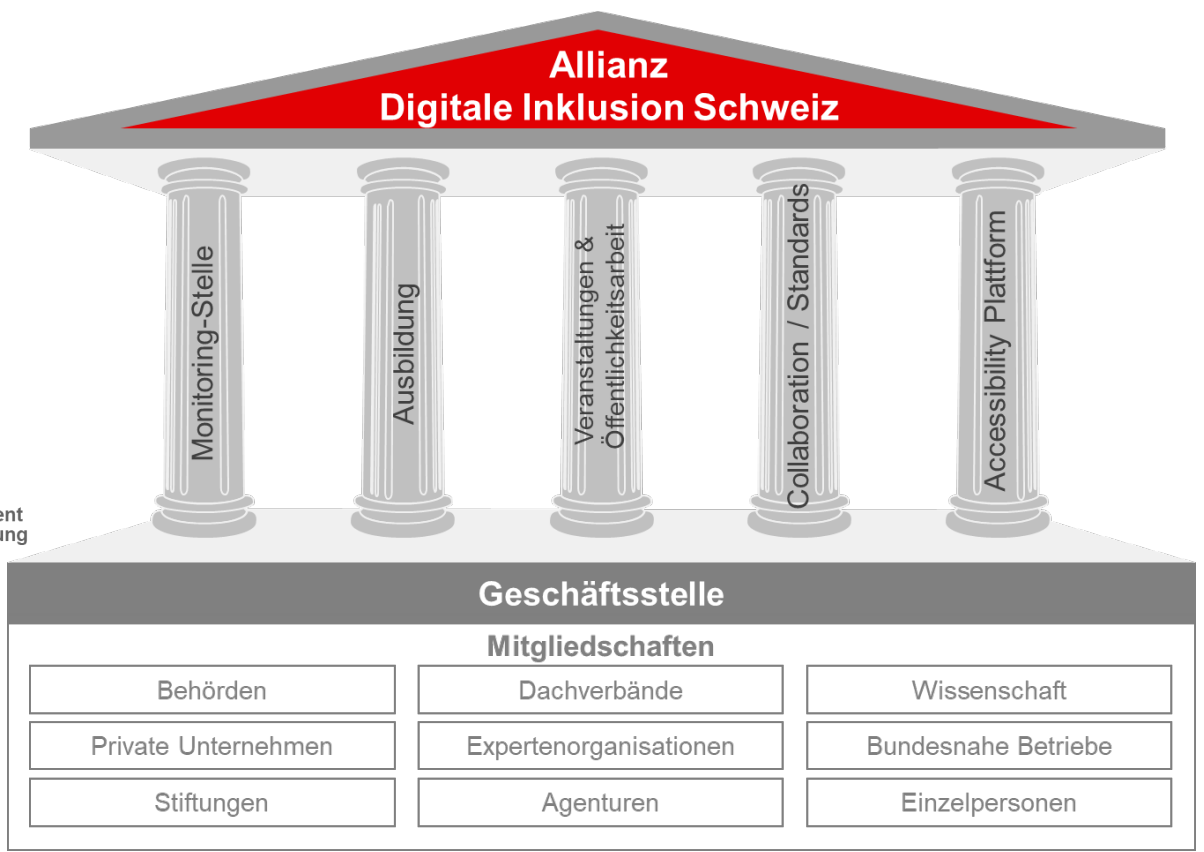 Allianz
Digitale Inklusion Schweiz
Monitoring-Stelle
Ausbildung
Veranstaltungen &
Öffentlichkeitsarbeit
Collaboration / Standards
Accessibility Plattform
Geschäftsstelle
Mitgliedschaften
Behörden
Dachverbände
Wissenschaft
Private Unternehmen
Expertenorganisationen
Bundesnahe Betriebe
Stiftungen
Agenturen
Einzelpersonen